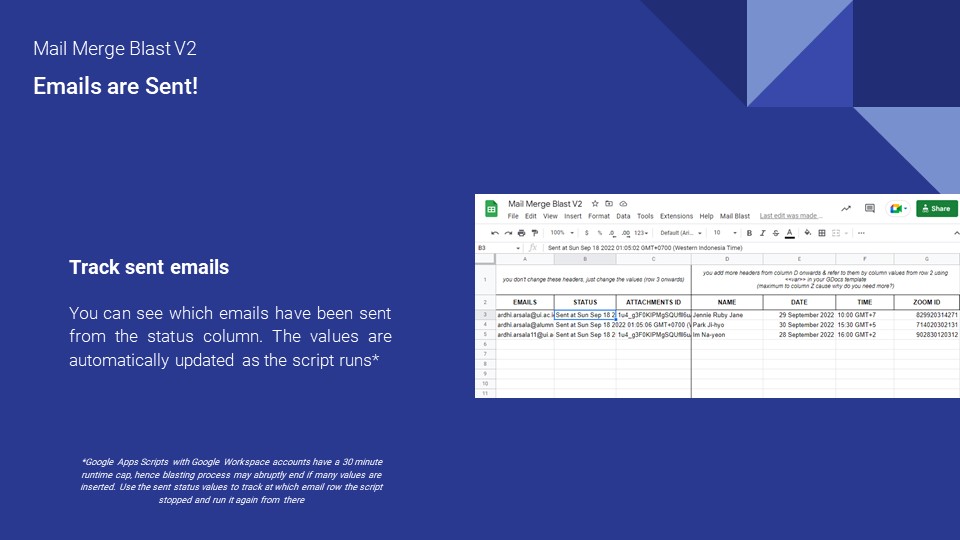 Mail Merge Blast V2
Emails are Sent!
Track sent emails
You can see which emails have been sent
from the status column. The values are
automatically updated as the script runs*
*Google Apps Scripts with Google Workspace accounts have a 30 minute
runtime cap, hence blasting process may abruptly end if many values are
inserted. Use the sent status values to track at which email row the script
stopped and run it again from there
Mail Merge Blast V2
File Edit View Insert Format Data Tools Extensions Help Mail Blast Last edit was made ...
Share
100% $ % .0 .00 123 Default (Ari... 10 B I S A
B3 fx Sent at Sun Sep 18 2022 01:05:02 GMT+0700 (Western Indonesia Time)
A B C D E F G
1 you don't change these headers, just change the values (row 3 onwards)
you add more headers from column D onwards & refer to them by column values from row 2 using
<<var>> in your GDocs template
(maximum to column Z cause why do you need more?)
2 EMAILS STATUS ATTACHMENTS ID NAME DATE TIME ZOOM ID
3 ardhi.arsala@ui.ac.i Sent at Sun Sep 18 2 1u4_g3F0KIPMgSQUfll6u Jennie Ruby Jane 29 September 2022 10:00 GMT+7 829920314271
4 ardhi.arsala@alumn Sent at Sun Sep 18 2022 01:05:06 GMT+0700 (W Park Ji-hyo 30 September 2022 15:30 GMT+5 714020302131
5 ardhi.arsala11@ui.a Sent at Sun Sep 18 2 1u4_g3F0KIPMgSQUfll6u Im Na-yeon 28 September 2022 16:00 GMT+2 902830120312
6
7
8
9
10
11